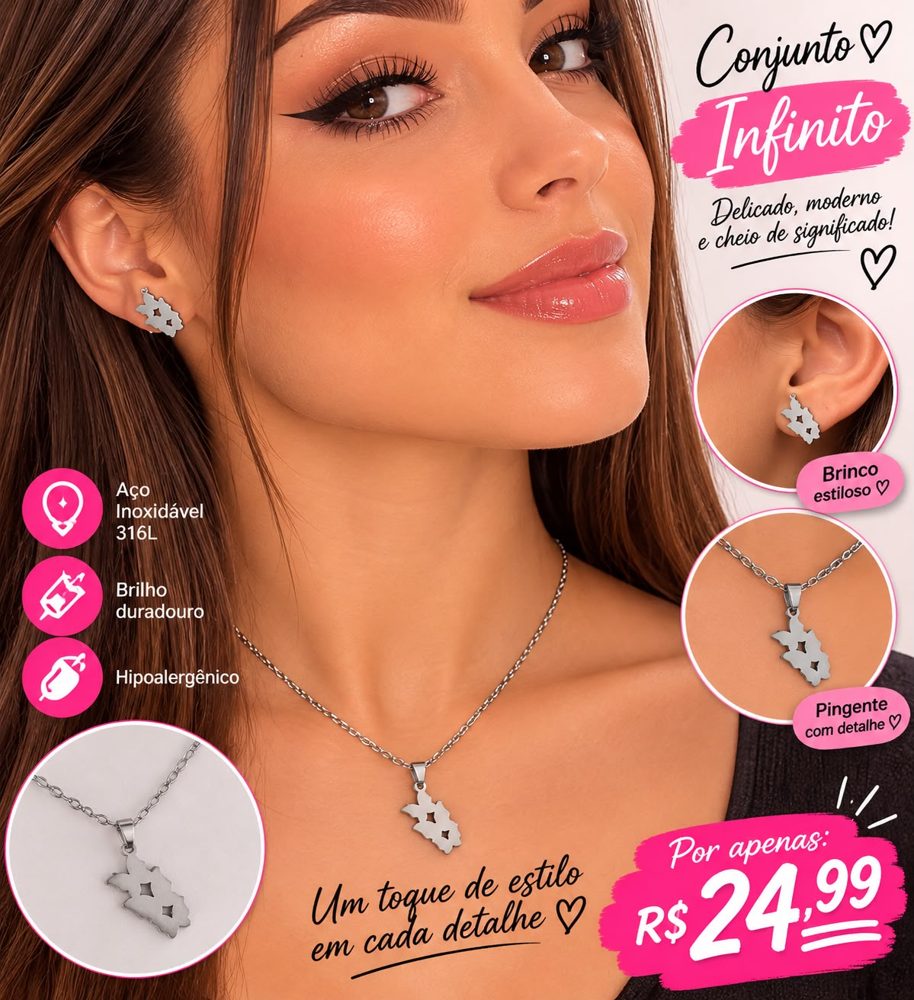 Conjunto
Infinito
Delicado, moderno
e cheio de significado!
Aço
Inoxidável
316L
Brilho
duradouro
Hipoalergênico
Brinco
estiloso
Pingente
com detalhe
Um toque de estilo
em cada detalhe
Por apenas:
R$ 24,99